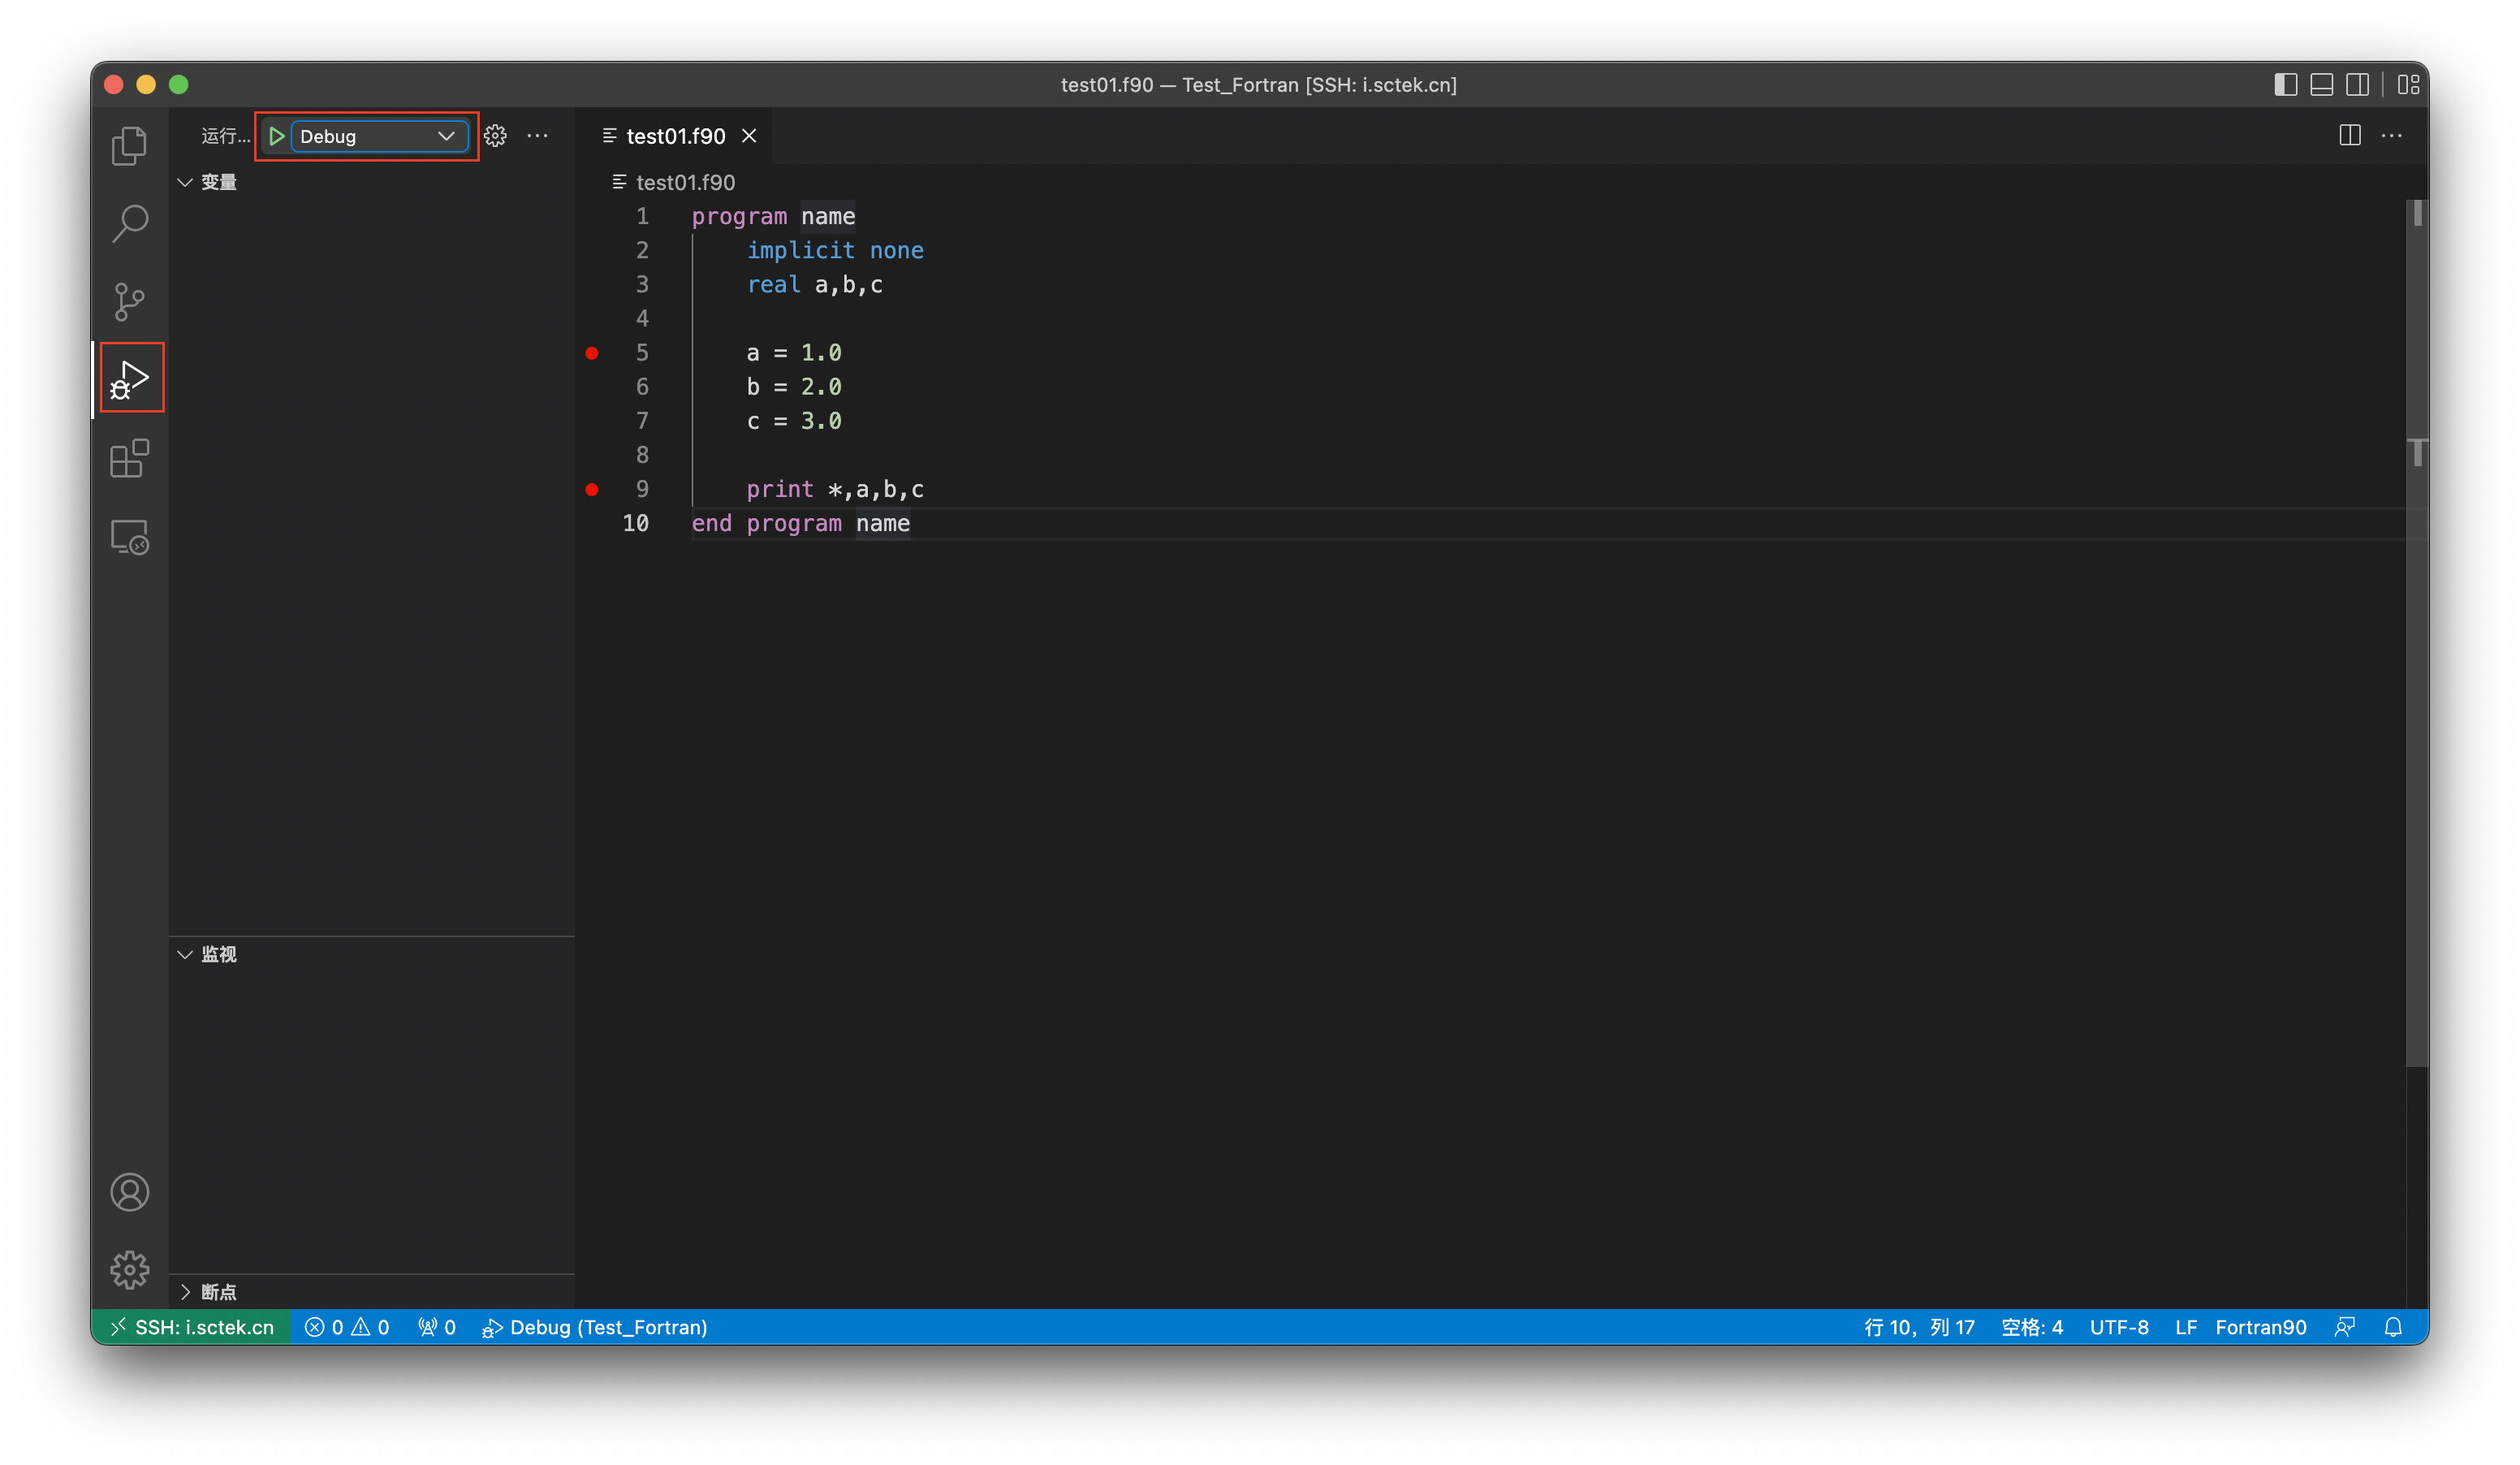 test01.f90 — Test_Fortran [SSH: i.sctek.cn]
运行... Debug
test01.f90
变量
test01.f90
1 program name
2     implicit none
3     real a,b,c
4
5     a = 1.0
6     b = 2.0
7     c = 3.0
8
9     print *,a,b,c
10 end program name
监视
断点
SSH: i.sctek.cn 0 0 0 Debug (Test_Fortran) 行 10，列 17 空格: 4 UTF-8 LF Fortran90